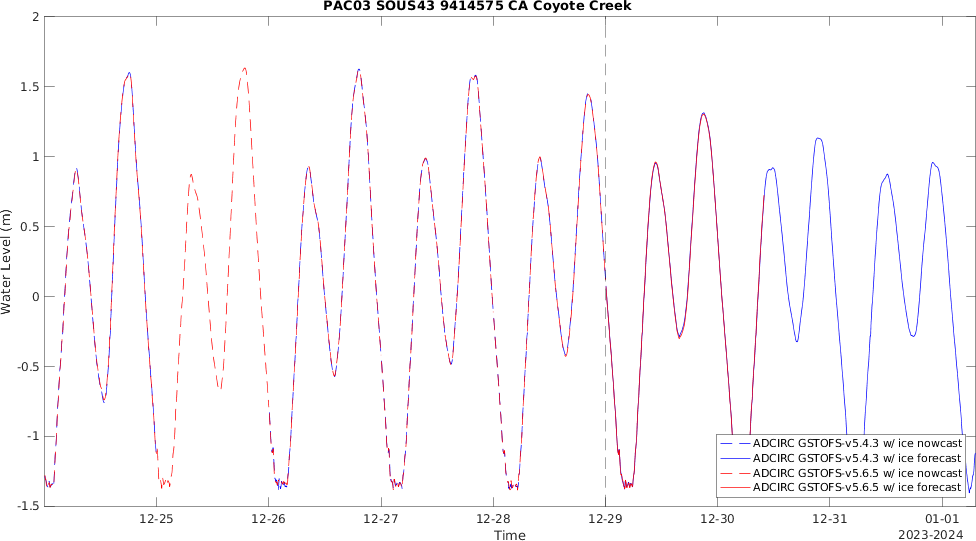 PAC03 SOUS43 9414575 CA Coyote Creek
2
1.5
1
0.5
0
-0.5
-1
-1.5
Water Level (m)
12-25
12-26
12-27
12-28
12-29
12-30
12-31
01-01
Time
2023-2024
ADCIRC GSTOFS-v5.4.3 w/ ice nowcast
ADCIRC GSTOFS-v5.4.3 w/ ice forecast
ADCIRC GSTOFS-v5.6.5 w/ ice nowcast
ADCIRC GSTOFS-v5.6.5 w/ ice forecast